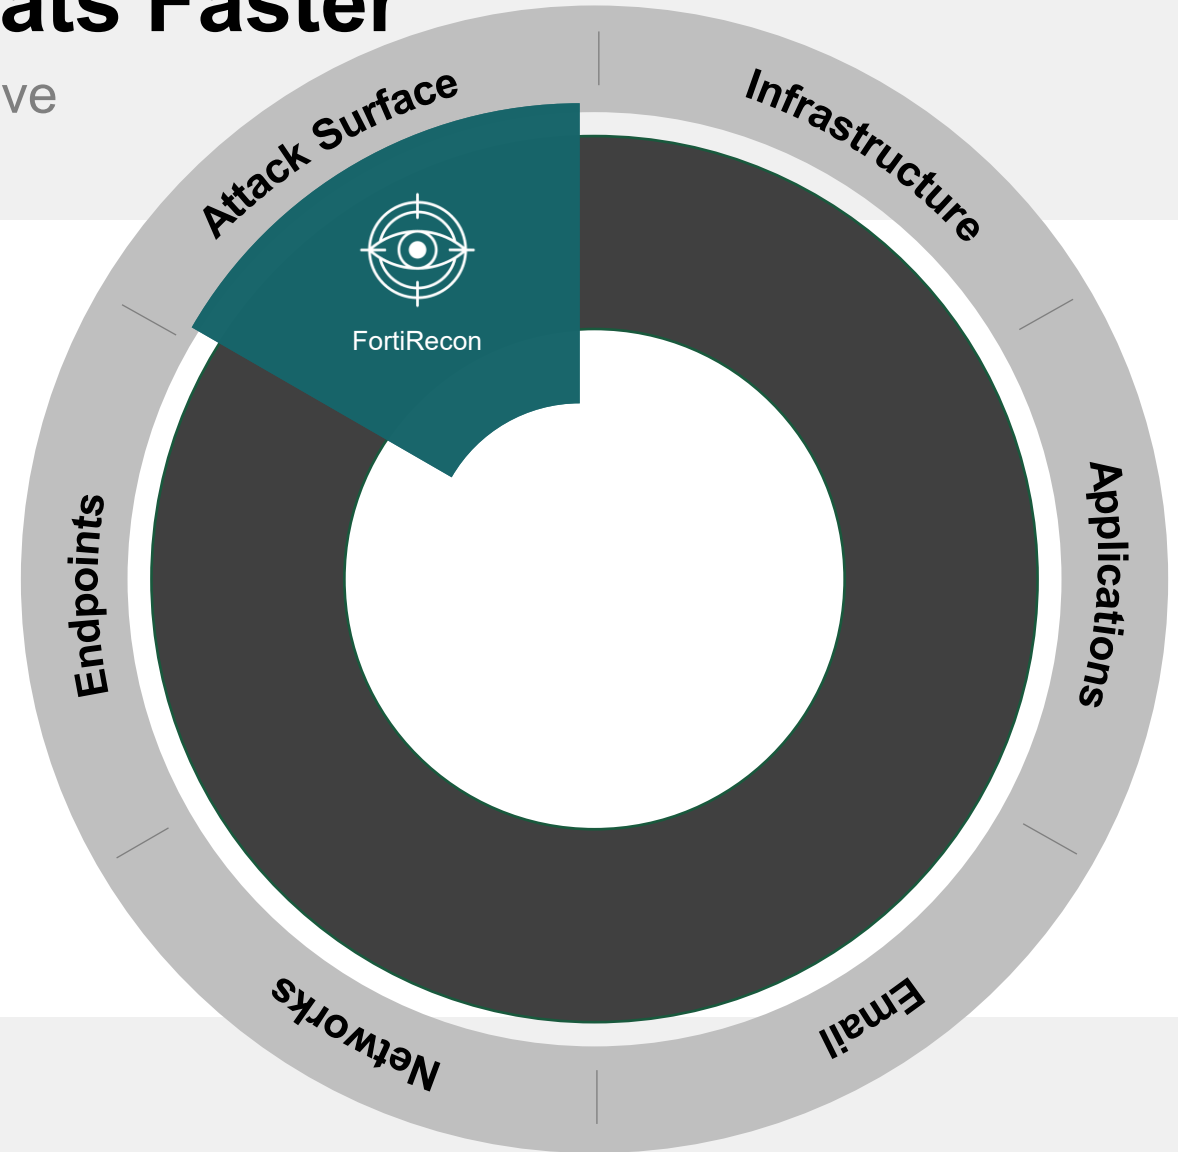 ats Faster
ve
Attack Surface
Infrastructure
FortiRecon
Applications
Endpoints
Email
Networks